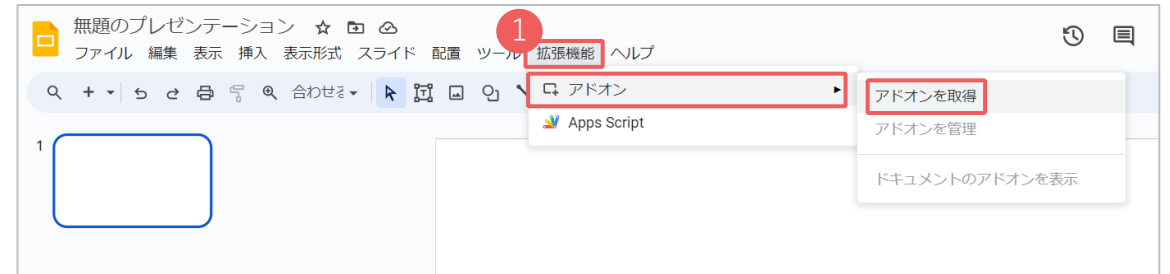 無題のプレゼンテーション
1
ファイル 編集 表示 挿入 表示形式 スライド 配置 ツール 拡張機能 ヘルプ
合わせる
アドオン
アドオンを取得
Apps Script
アドオンを管理
1
ドキュメントのアドオンを表示